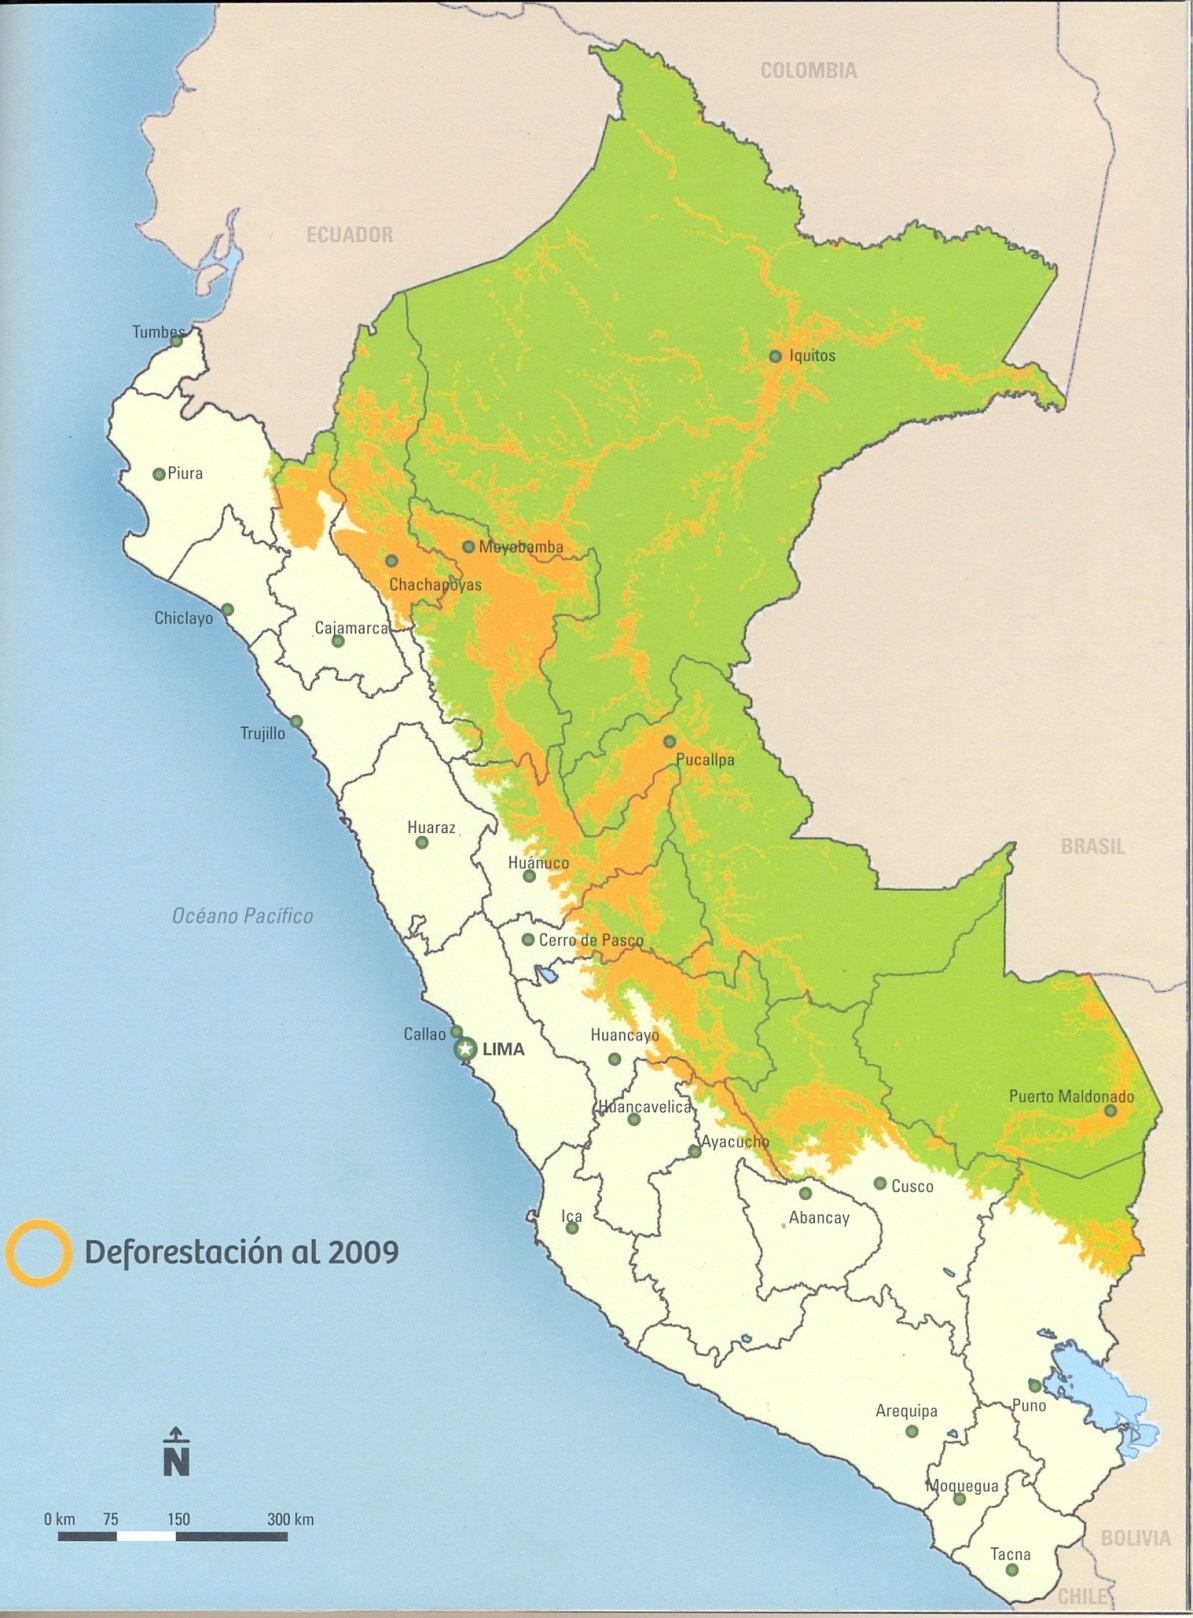 COLOMBIA
ECUADOR
Tumbes
Iquitos
Piura
Moyobamba
Chachapoyas
Chiclayo
Cajamarca
Trujillo
Pucallpa
Huaraz
BRASIL
Huánuco
Océano Pacífico
Cerro de Pasco
Callao
LIMA
Huancayo
Puerto Maldonado
Huancavelica
Ayacucho
Cusco
Abancay
Ica
Deforestación al 2009
Puno
Arequipa
N
Moquegua
0 km 75 150 300 km
BOLIVIA
Tacna
CHILE